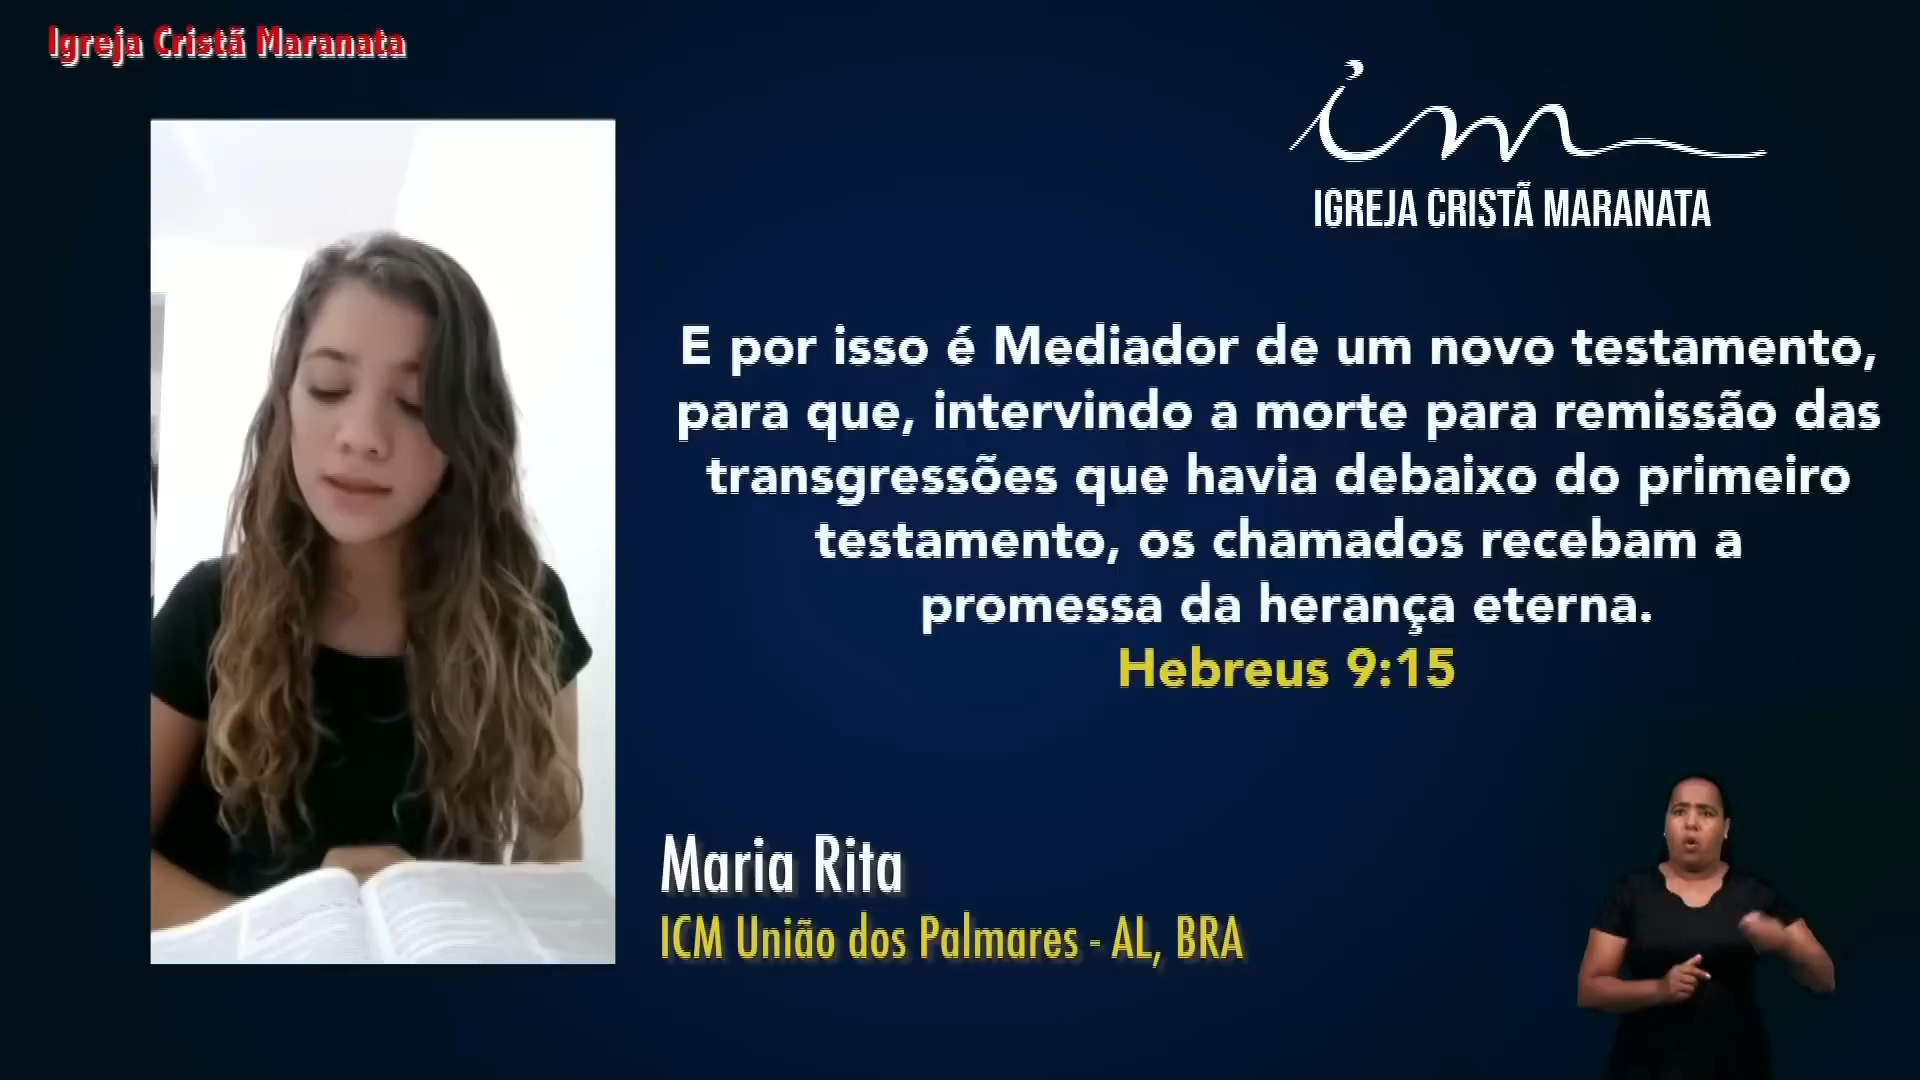 Igreja Cristã Maranata
im
IGREJA CRISTÃ MARANATA
E por isso é Mediador de um novo testamento,
para que, intervindo a morte para remissão das
transgressões que havia debaixo do primeiro
testamento, os chamados recebam a
promessa da herança eterna.
Hebreus 9:15
Maria Rita
ICM União dos Palmares - AL, BRA